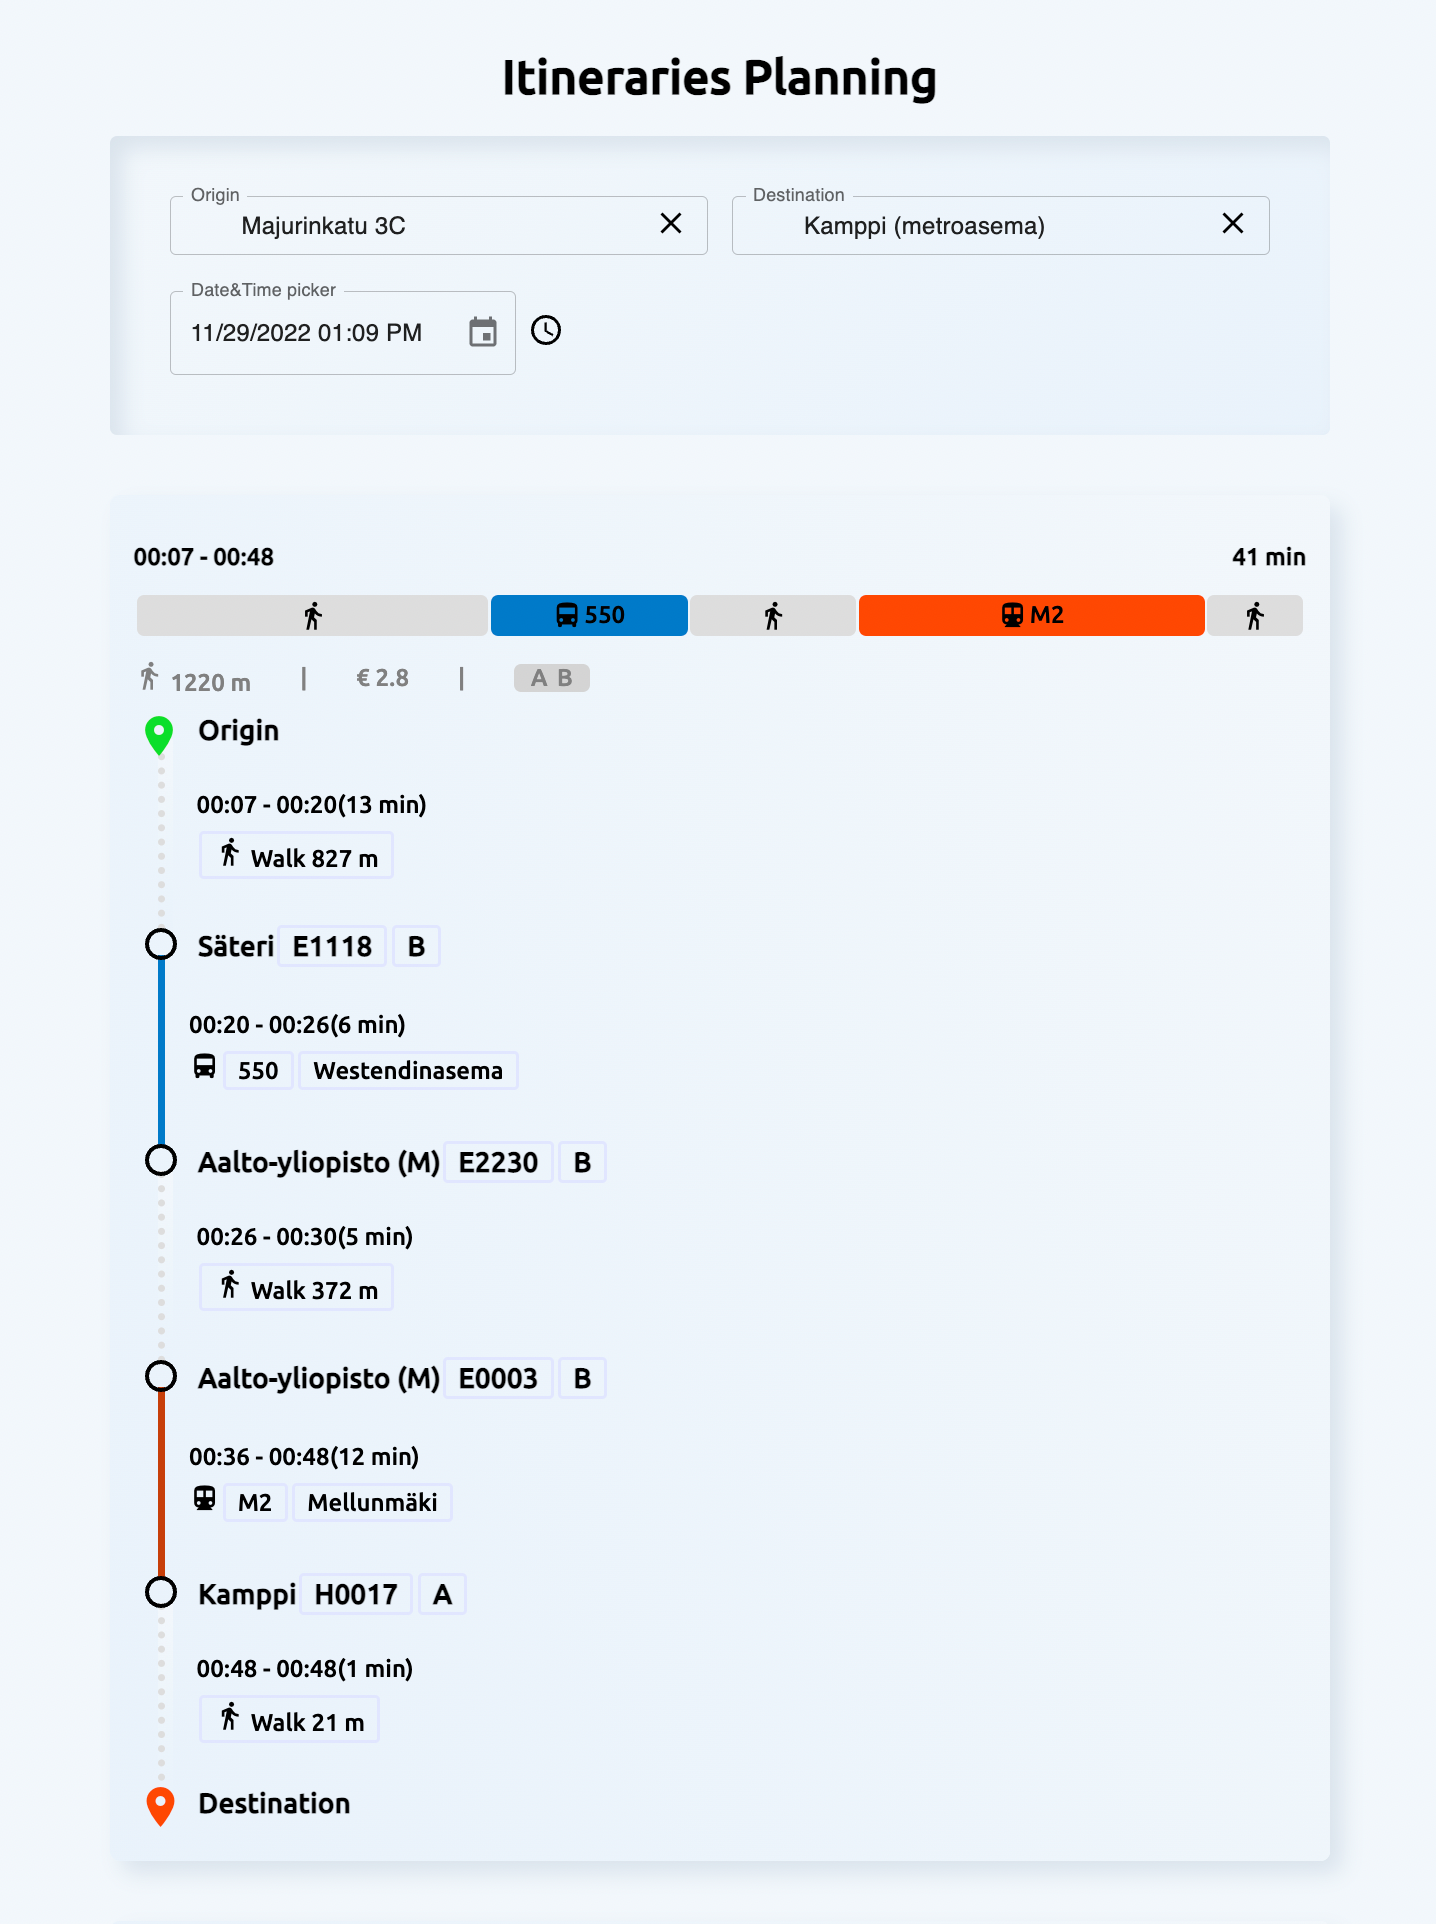 Itineraries Planning
Origin
Majurinkatu 3C
Destination
Kamppi (metroasema)
Date&Time picker
11/29/2022 01:09 PM
00:07 - 00:48 41 min
550 M2
1220 m | € 2.8 | A B
Origin
00:07 - 00:20(13 min)
Walk 827 m
Säteri E1118 B
00:20 - 00:26(6 min)
550 Westendinasema
Aalto-yliopisto (M) E2230 B
00:26 - 00:30(5 min)
Walk 372 m
Aalto-yliopisto (M) E0003 B
00:36 - 00:48(12 min)
M2 Mellunmäki
Kamppi H0017 A
00:48 - 00:48(1 min)
Walk 21 m
Destination